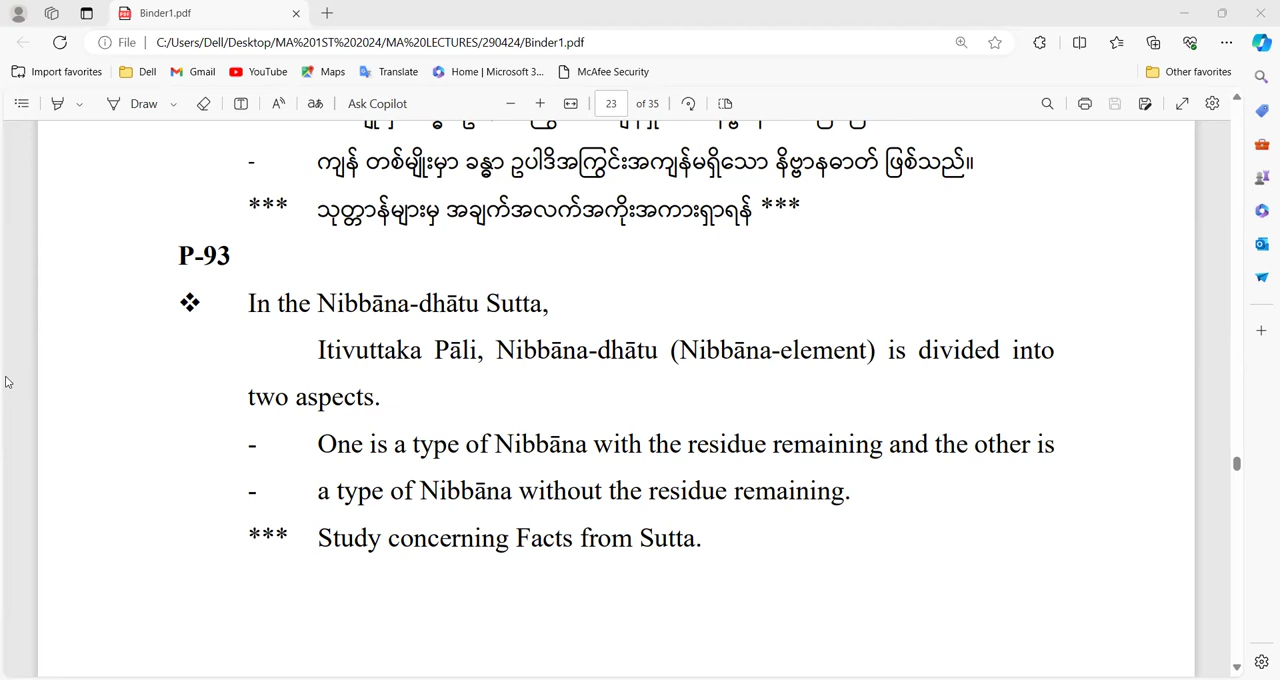 Binder1.pdf
File
C:/Users/Dell/Desktop/MA%201ST%202024/MA%20LECTURES/290424/Binder1.pdf
Import favorites Dell Gmail YouTube Maps Translate Home | Microsoft 3... McAfee Security Other favorites
Draw Ask Copilot 23 of 35
- ကျန် တစ်မျိုးမှာ ခန္ဓာ ဥပါဒိအကြွင်းအကျန်မရှိသော နိဗ္ဗာနဓာတ် ဖြစ်သည်။
*** သုတ္တာန်များမှ အချက်အလက်အကိုးအကားရှာရန် ***
P-93
❖ In the Nibbāna-dhātu Sutta,
Itivuttaka Pāli, Nibbāna-dhātu (Nibbāna-element) is divided into
two aspects.
- One is a type of Nibbāna with the residue remaining and the other is
- a type of Nibbāna without the residue remaining.
*** Study concerning Facts from Sutta.